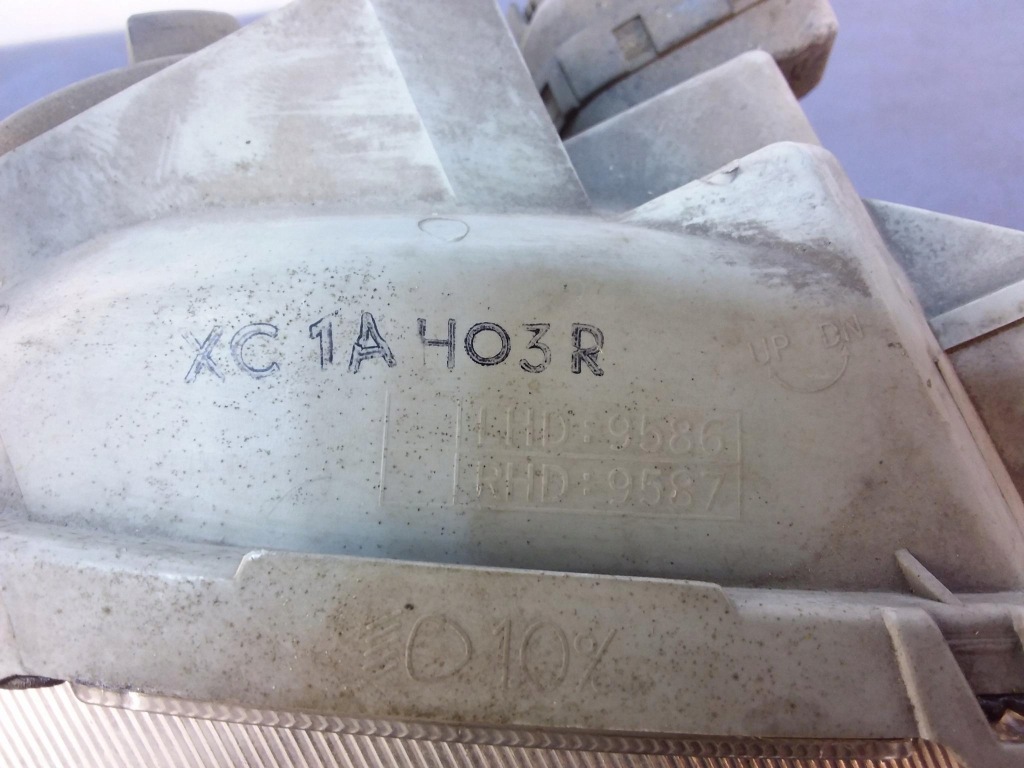 XC 1A H03R
UP DN
LHD:9586
RHD:9587
10%